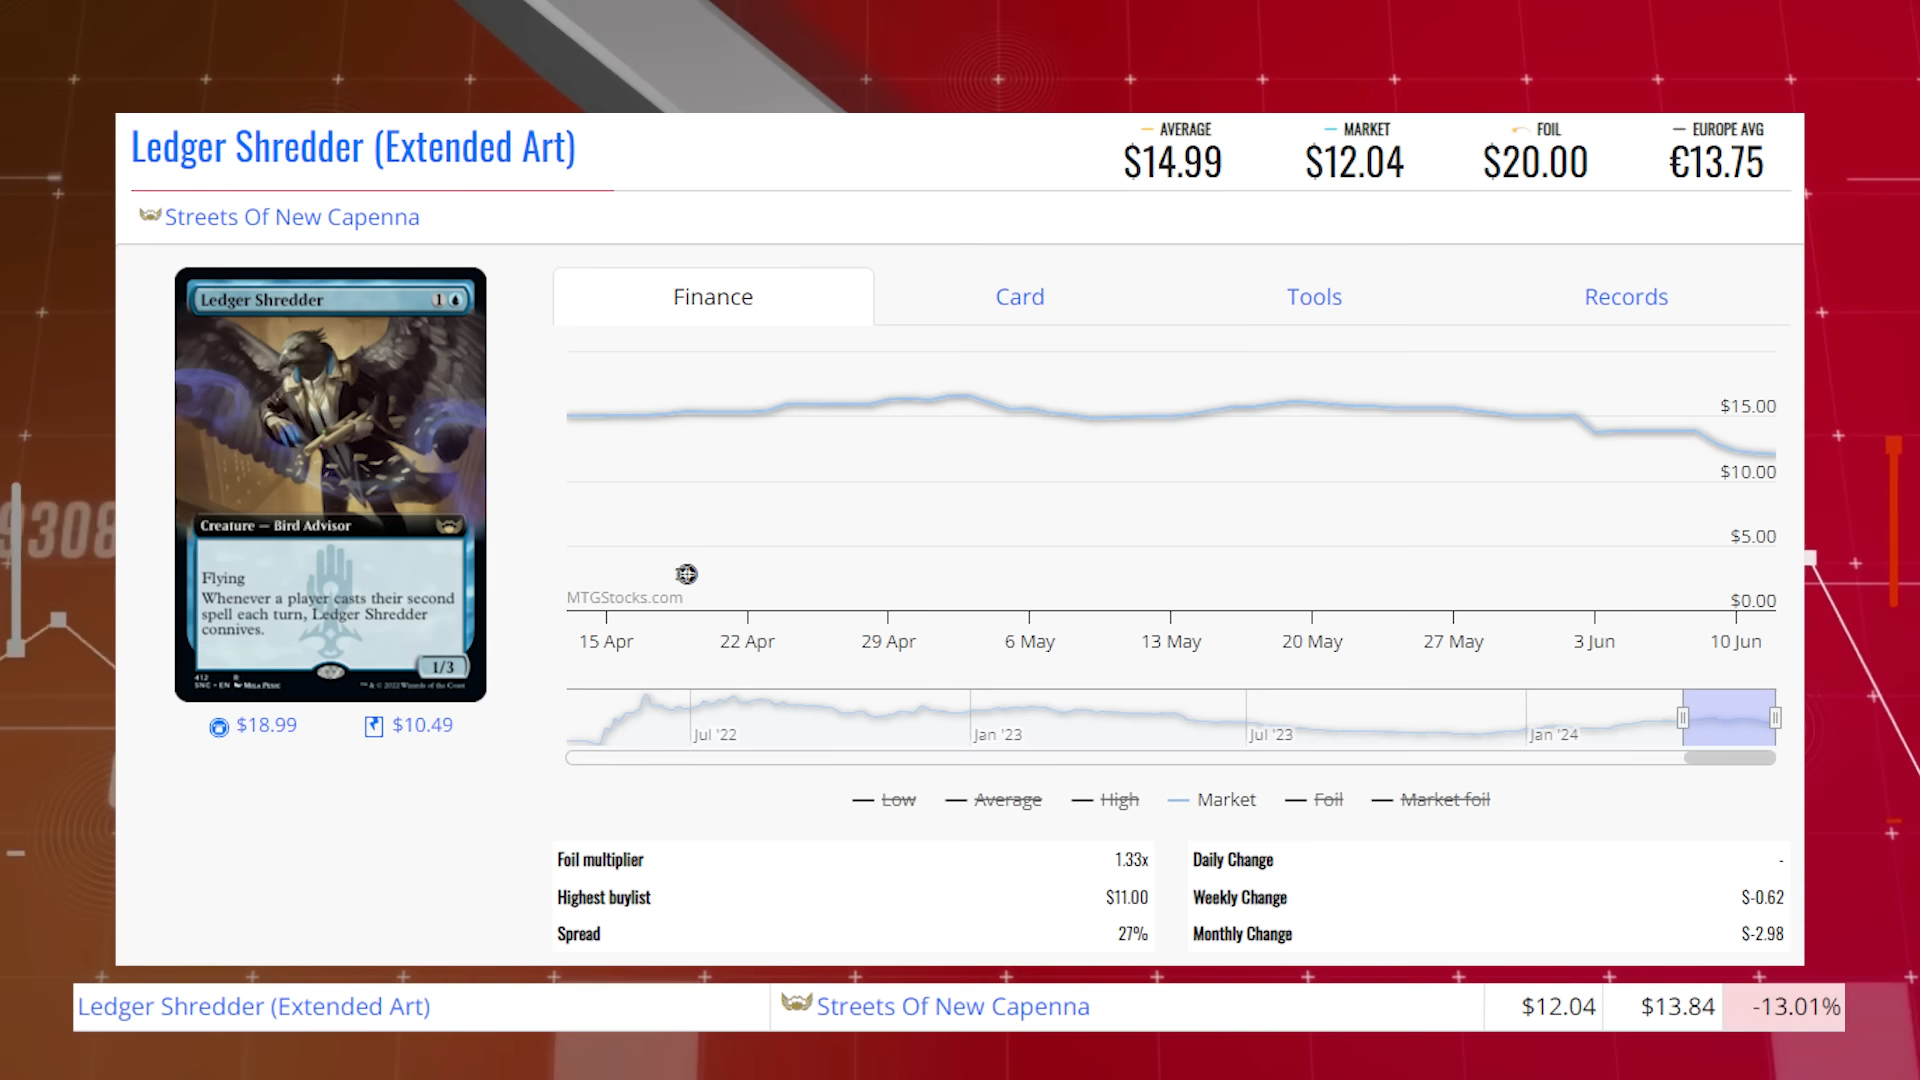 Ledger Shredder (Extended Art)
AVERAGE
$14.99
MARKET
$12.04
FOIL
$20.00
EUROPE AVG
€13.75
Streets Of New Capenna
Ledger Shredder 1
Creature — Bird Advisor
Flying
Whenever a player casts their second
spell each turn, Ledger Shredder
connives.
1/3
412 R
SNC • EN
$18.99
$10.49
Finance
Card
Tools
Records
$15.00
$10.00
$5.00
$0.00
MTGStocks.com
15 Apr
22 Apr
29 Apr
6 May
13 May
20 May
27 May
3 Jun
10 Jun
Jul '22
Jan '23
Jul '23
Jan '24
Low
Average
High
Market
Foil
Market foil
Foil multiplier 1.33x
Highest buylist $11.00
Spread 27%
Daily Change -
Weekly Change $-0.62
Monthly Change $-2.98
Ledger Shredder (Extended Art) Streets Of New Capenna $12.04 $13.84 -13.01%
9308